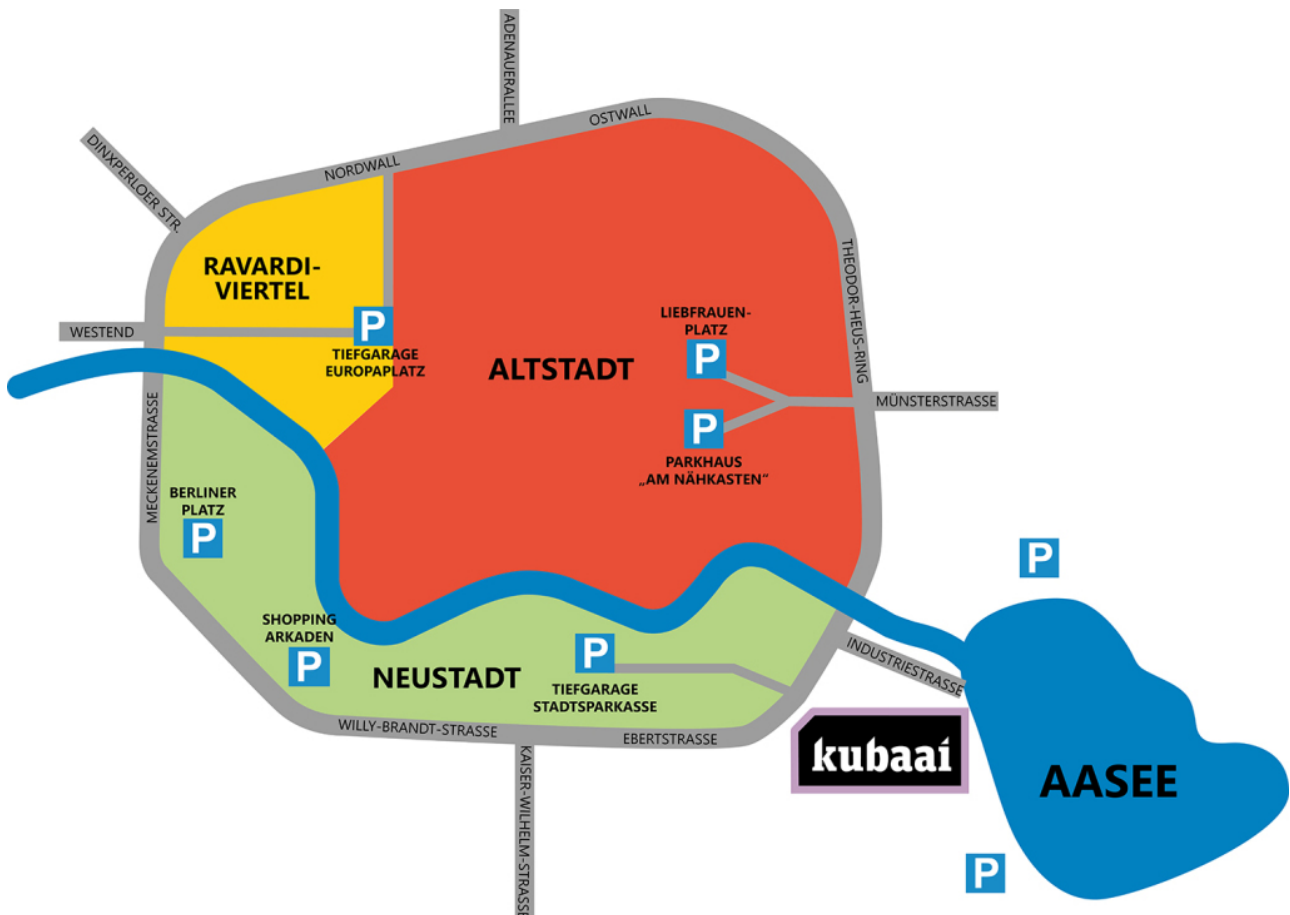 ADENAUERALLEE
OSTWALL
NORDWALL
DINXPERLOER STR.
THEODOR-HEUS-RING
RAVARDI-
VIERTEL
WESTEND
P
TIEFGARAGE
EUROPAPLATZ
LIEBFRAUEN-
PLATZ
P
ALTSTADT
MÜNSTERSTRASSE
P
PARKHAUS
„AM NÄHKASTEN“
MECKENEMSTRASSE
BERLINER
PLATZ
P
P
SHOPPING
ARKADEN
P
NEUSTADT
P
TIEFGARAGE
STADTSPARKASSE
INDUSTRIESTRASSE
WILLY-BRANDT-STRASSE
EBERTSTRASSE
KAISER-WILHELM-STRASSE
kubaai
AASEE
P